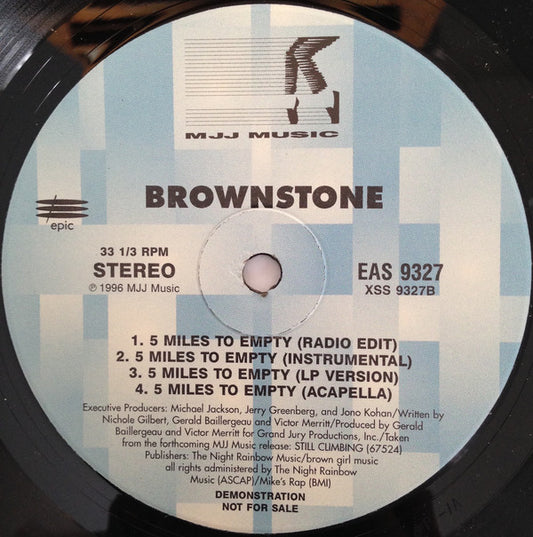 MJJ MUSIC
BROWNSTONE
epic
33 1/3 RPM
STEREO
℗ 1996 MJJ Music
EAS 9327
XSS 9327B
1. 5 MILES TO EMPTY (RADIO EDIT)
2. 5 MILES TO EMPTY (INSTRUMENTAL)
3. 5 MILES TO EMPTY (LP VERSION)
4. 5 MILES TO EMPTY (ACAPELLA)
Executive Producers: Michael Jackson, Jerry Greenberg, and Jono Kohan/Written by
Nichole Gilbert, Gerald Baillergeau and Victor Merritt/Produced by Gerald
Baillergeau and Victor Merritt for Grand Jury Productions, Inc./Taken
from the forthcoming MJJ Music release: STILL CLIMBING (67524)
Publishers: The Night Rainbow Music/brown girl music
all rights administered by The Night Rainbow
Music (ASCAP)/Mike's Rap (BMI)
DEMONSTRATION
NOT FOR SALE